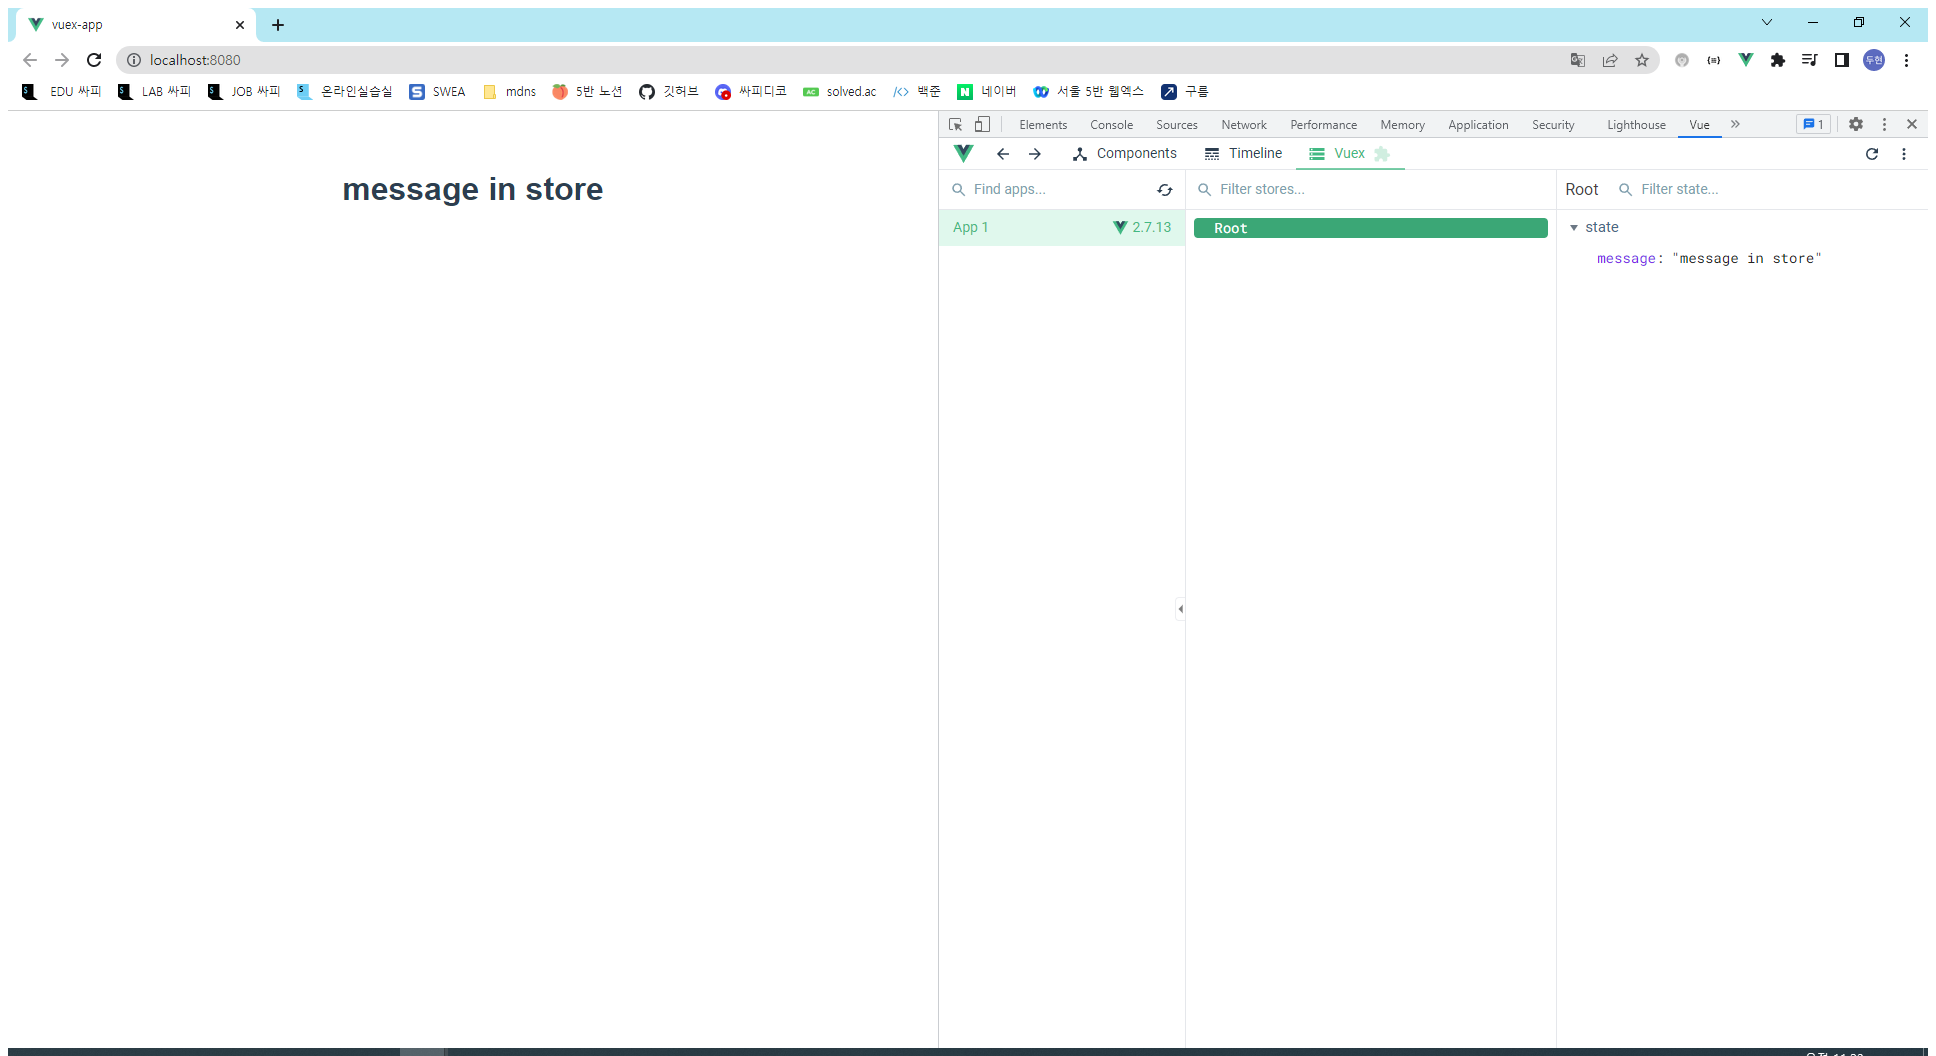 vuex-app
localhost:8080
두현
EDU 싸피 LAB 싸피 JOB 싸피 온라인실습실 SWEA mdns 5반 노션 깃허브 싸피디코 solved.ac 백준 네이버 서울 5반 웹엑스 구름
message in store
Elements Console Sources Network Performance Memory Application Security Lighthouse Vue 1
Components Timeline Vuex
Find apps... Filter stores... Root Filter state...
App 1 2.7.13 Root state
message: "message in store"